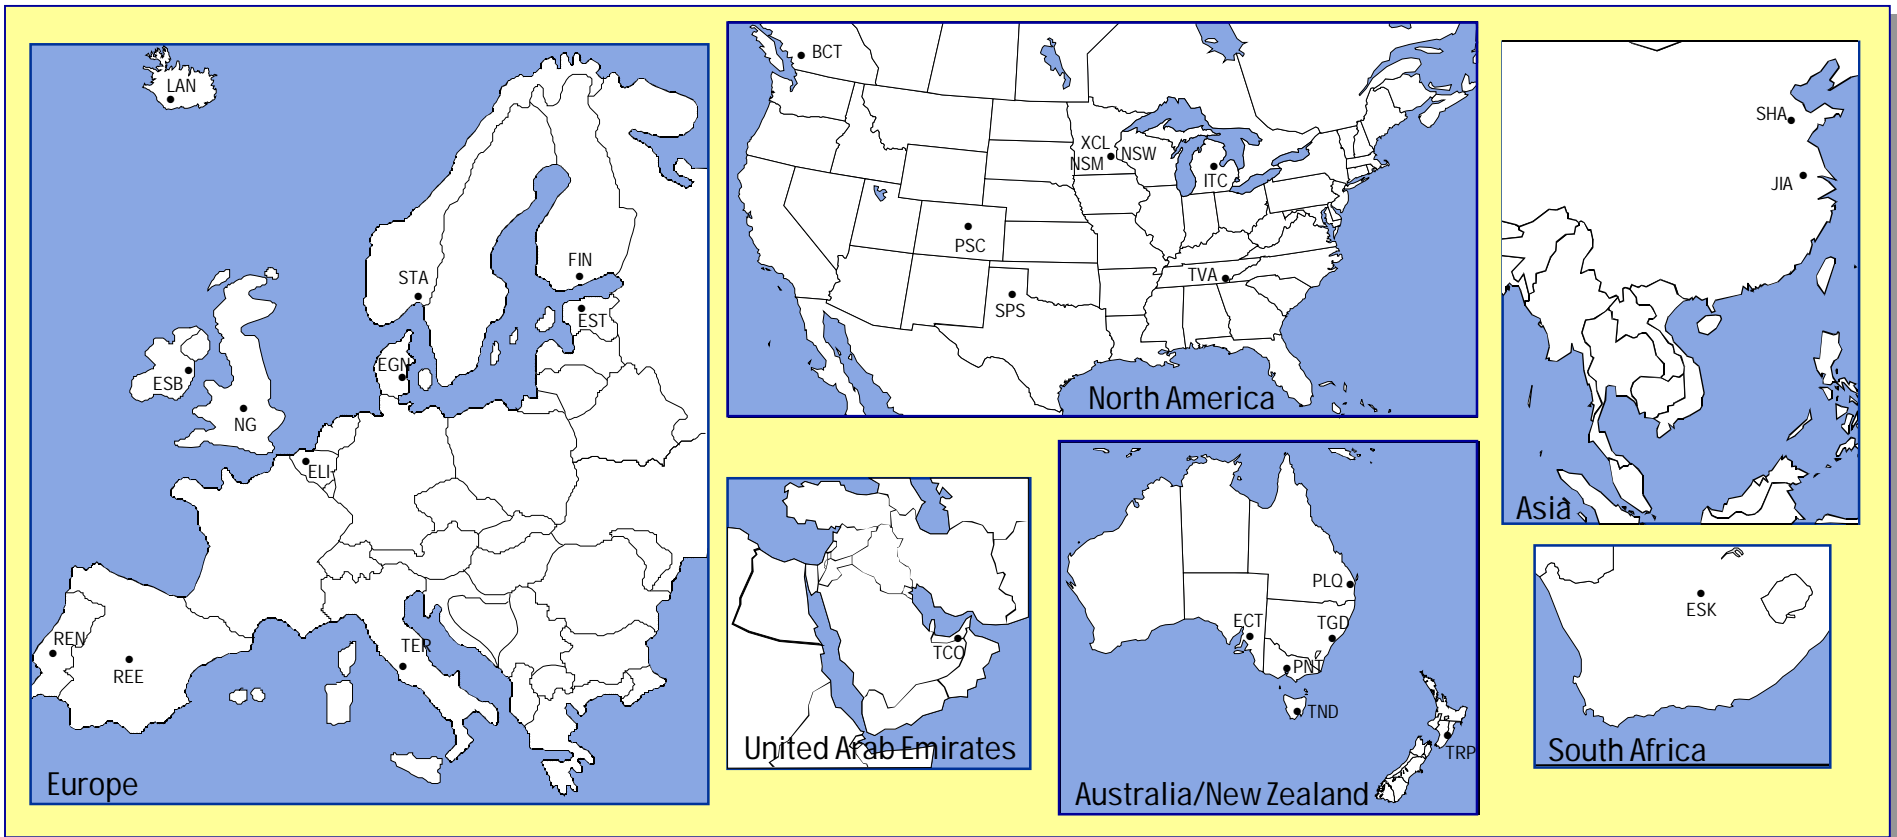 LAN
STA
FIN
EST
EGN
ESB
NG
ELI
REN
REE
TER
Europe
BCT
XCL
NSM
NSW
ITC
PSC
TVA
SPS
North America
SHA
JIA
Asia
TCO
United Arab Emirates
PLQ
ECT
TGD
PNT
TND
TRP
Australia/New Zealand
ESK
South Africa